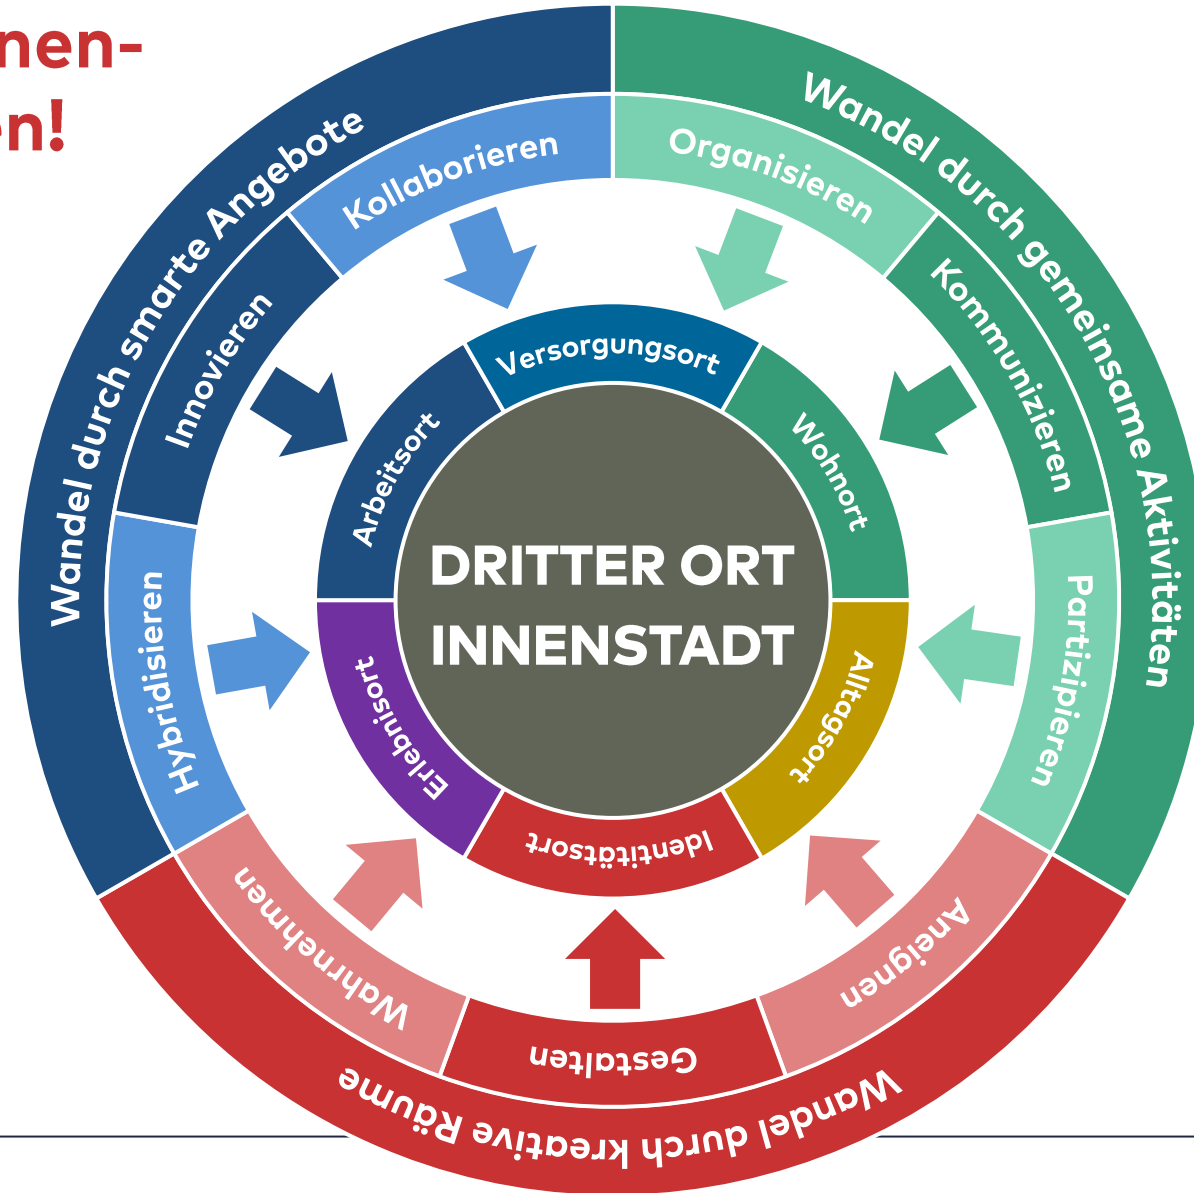 nen-
en!
Wandel durch smarte Angebote
Wandel durch gemeinsame Aktivitäten
Wandel durch kreative Räume
Kollaborieren
Organisieren
Kommunizieren
Partizipieren
Aneignen
Gestalten
Wahrnehmen
Hybridisieren
Innovieren
Versorgungsort
Wohnort
Alltagsort
Identitätsort
Erlebnisort
Arbeitsort
DRITTER ORT
INNENSTADT